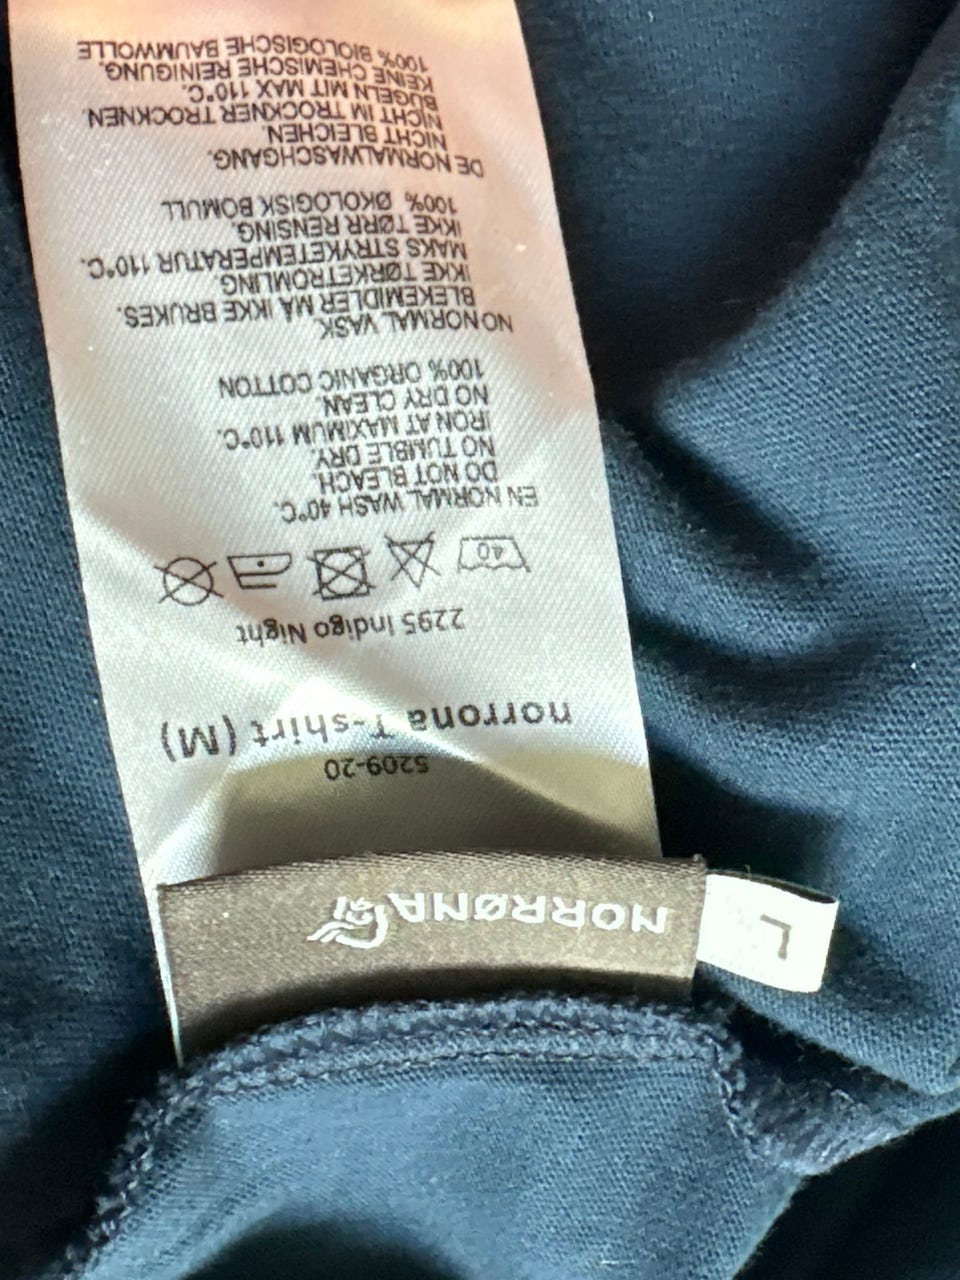 L
NORRØNA
5209-20
norrona T-shirt (M)
2295 Indigo Night
40
EN NORMAL WASH 40°C.
DO NOT BLEACH.
NO TUMBLE DRY.
IRON AT MAXIMUM 110°C.
NO DRY CLEAN.
100% ORGANIC COTTON
NO NORMAL VASK
BLEKEMIDLER MÅ IKKE BRUKES.
IKKE TØRKETROMLING
MAKS STRYKETEMPERATUR 110°C.
IKKE TØRR RENSING.
100% ØKOLOGISK BOMULL
DE NORMALWASCHGANG.
NICHT BLEICHEN.
NICHT IM TROCKNER TROCKNEN.
BÜGELN MIT MAX 110°C.
KEINE CHEMISCHE REINIGUNG.
100% BIOLOGISCHE BAUMWOLLE